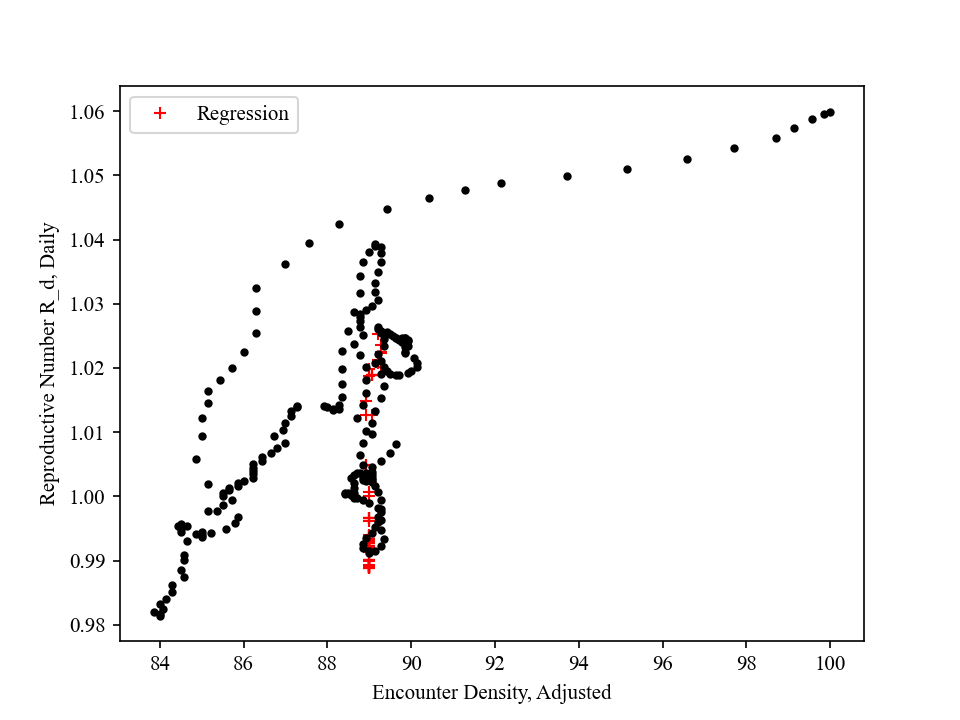 Regression
1.06
1.05
1.04
1.03
1.02
1.01
1.00
0.99
0.98
Reproductive Number R_d, Daily
84 86 88 90 92 94 96 98 100
Encounter Density, Adjusted